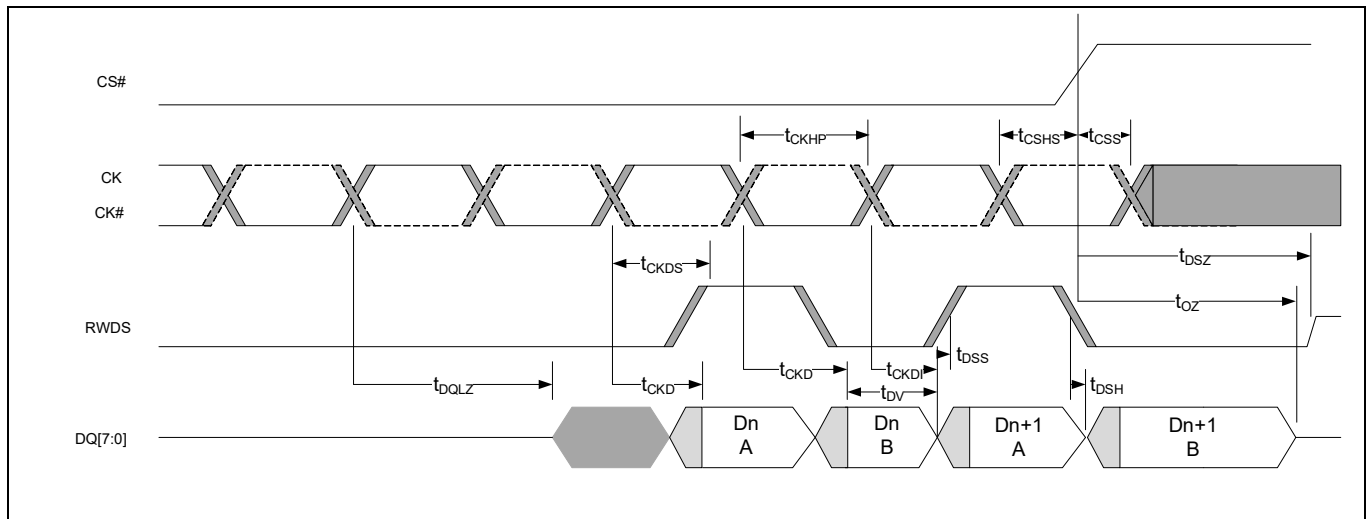 CS#
tCKHP
tCSHS
tCSS
CK
CK#
tCKDS
tDSZ
tOZ
RWDS
tDSS
tCKD
tCKDI
tDQLZ
tCKD
tDV
tDSH
DQ[7:0]
Dn
A
Dn
B
Dn+1
A
Dn+1
B